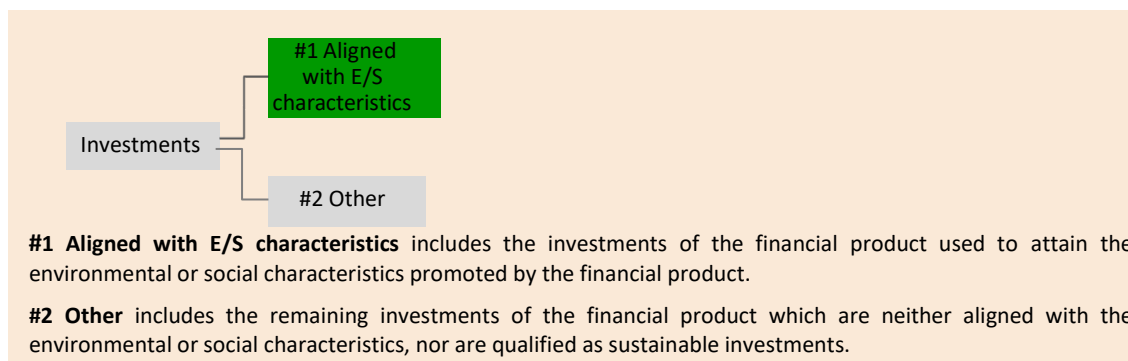 #1 Aligned
with E/S
characteristics
Investments
#2 Other
#1 Aligned with E/S characteristics includes the investments of the financial product used to attain the
environmental or social characteristics promoted by the financial product.
#2 Other includes the remaining investments of the financial product which are neither aligned with the
environmental or social characteristics, nor are qualified as sustainable investments.